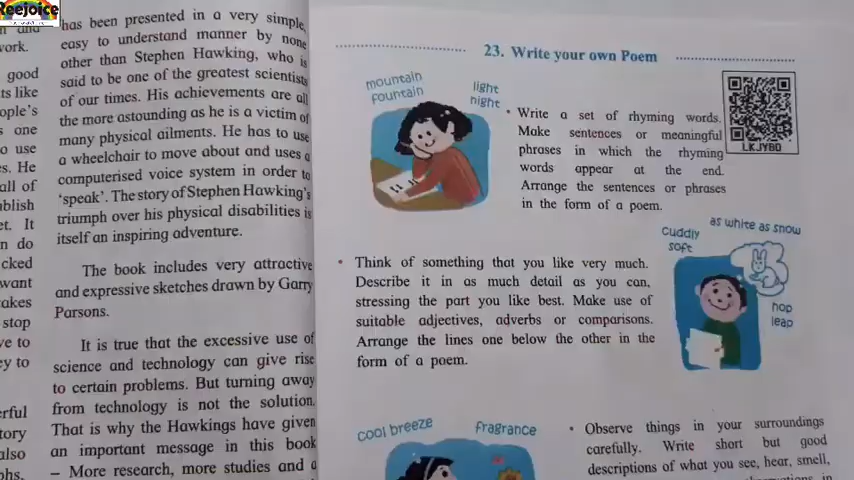 Reejoice
work.
good
ts like
ople's
s one
o use
es. He
all of
ablish
et. It
n do
cked
want
akes
stop
ve to
ey to
erful
tory
also
phs.
has been presented in a very simple,
easy to understand manner by none
other than Stephen Hawking, who is
said to be one of the greatest scientists
of our times. His achievements are all
the more astounding as he is a victim of
many physical ailments. He has to use
a wheelchair to move about and uses a
computerised voice system in order to
'speak'. The story of Stephen Hawking's
triumph over his physical disabilities is
itself an inspiring adventure.
The book includes very attractive
and expressive sketches drawn by Garry
Parsons.
It is true that the excessive use of
science and technology can give rise
to certain problems. But turning away
from technology is not the solution.
That is why the Hawkings have given
an important message in this book
– More research, more studies and a
23. Write your own Poem
mountain
fountain
light
night
LKJYBD
• Write a set of rhyming words.
Make sentences or meaningful
phrases in which the rhyming
words appear at the end.
Arrange the sentences or phrases
in the form of a poem.
cuddly
soft
as white as snow
hop
leap
• Think of something that you like very much.
Describe it in as much detail as you can,
stressing the part you like best. Make use of
suitable adjectives, adverbs or comparisons.
Arrange the lines one below the other in the
form of a poem.
cool breeze
fragrance
• Observe things in your surroundings
carefully. Write short but good
descriptions of what you see, hear, smell,